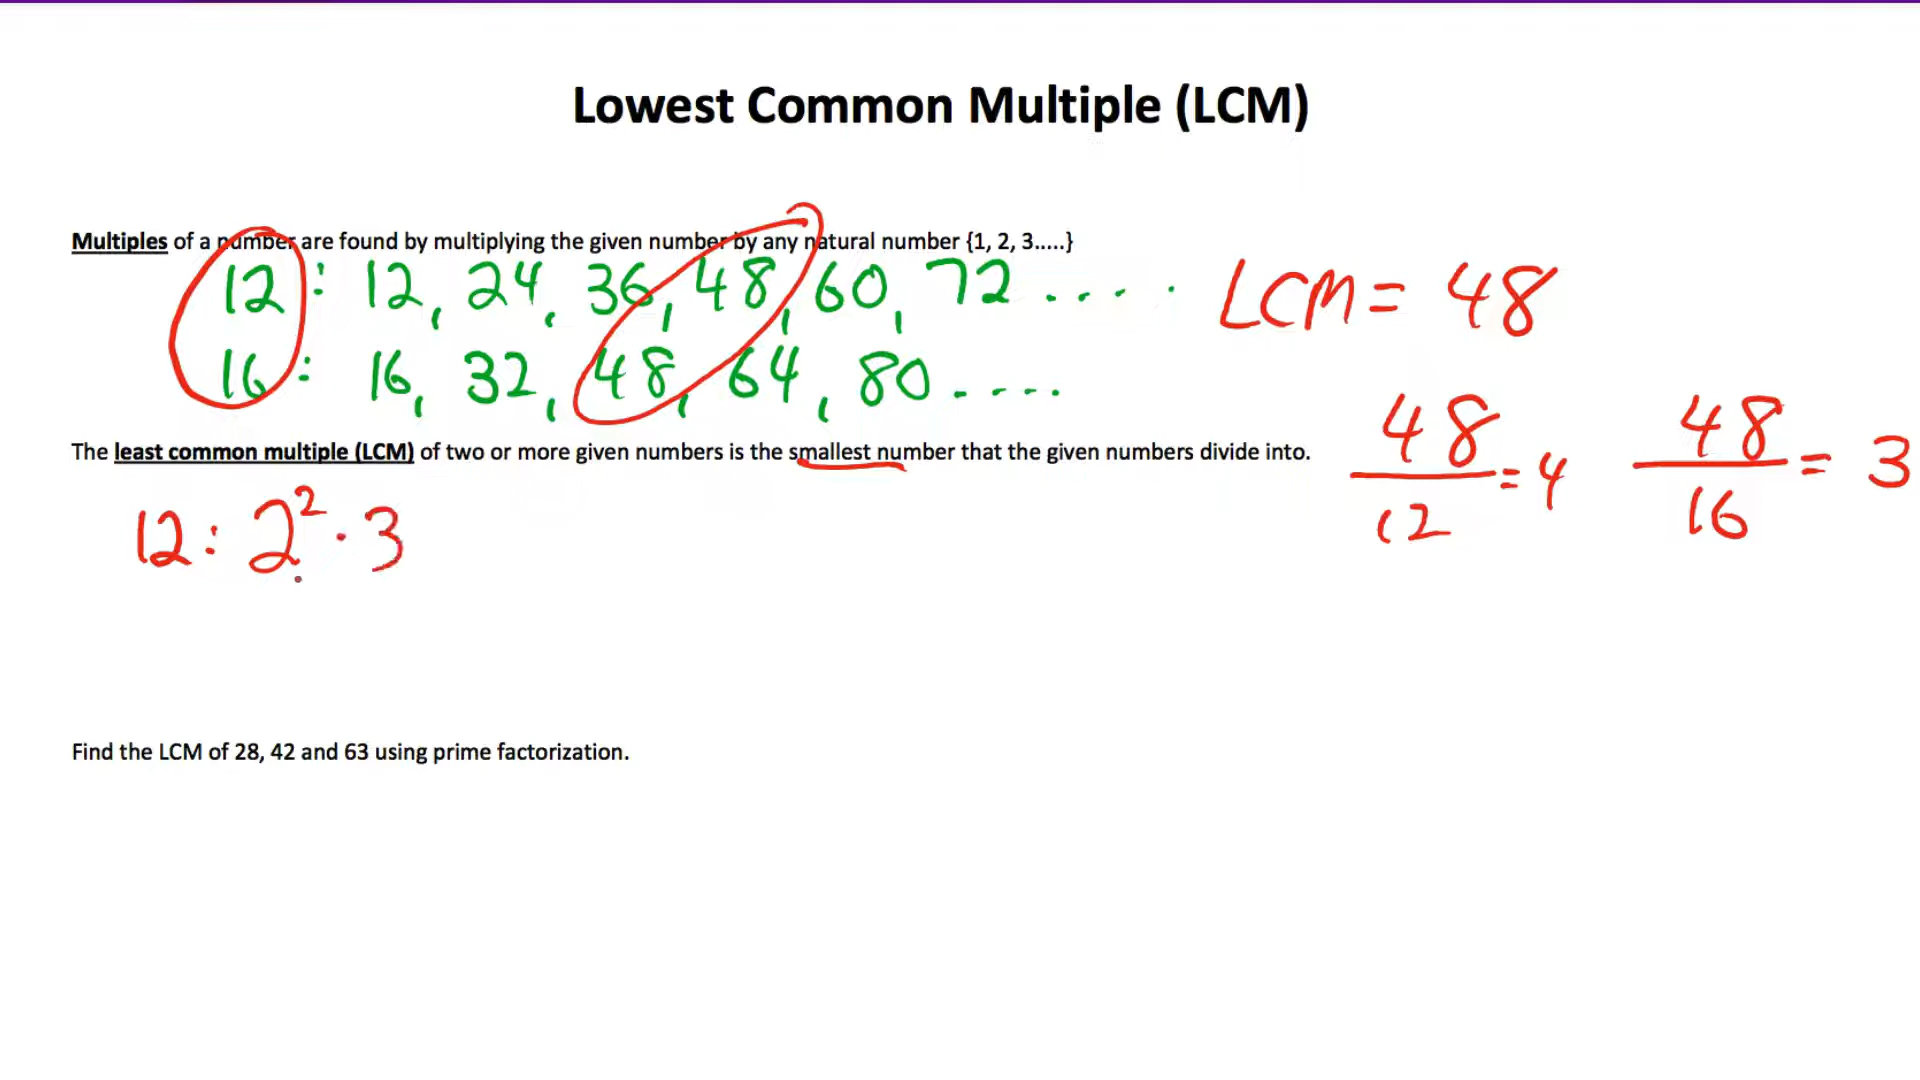 Lowest Common Multiple (LCM)
Multiples of a number are found by multiplying the given number by any natural number {1, 2, 3.....}
12 : 12, 24, 36, 48, 60, 72 .... LCM = 48
16 : 16, 32, 48, 64, 80 ....
The least common multiple (LCM) of two or more given numbers is the smallest number that the given numbers divide into.
48/12 = 4 48/16 = 3
12 : 2² · 3
Find the LCM of 28, 42 and 63 using prime factorization.